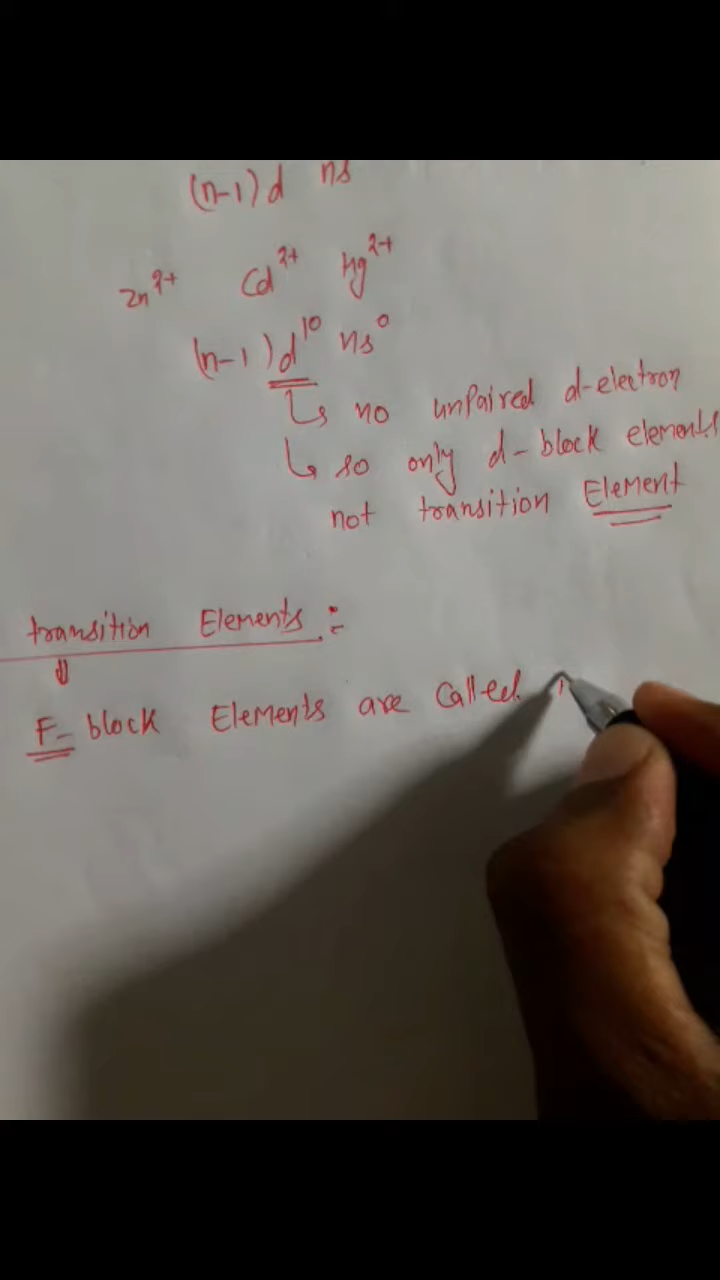 (n-1) d ns
Zn²⁺ Cd²⁺ Hg²⁺
(n-1) d¹⁰ ns⁰
↳ no unpaired d-electron
↳ so only d-block elements
not transition Element
transition Elements :-
⇓
F- block Elements are called